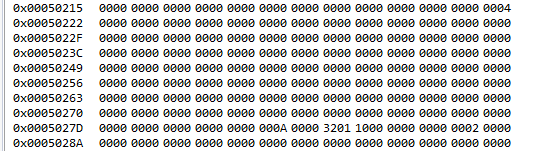 0x00050215 0000 0000 0000 0000 0000 0000 0000 0000 0000 0000 0000 0000 0004
0x00050222 0000 0000 0000 0000 0000 0000 0000 0000 0000 0000 0000 0000 0000
0x0005022F 0000 0000 0000 0000 0000 0000 0000 0000 0000 0000 0000 0000 0000
0x0005023C 0000 0000 0000 0000 0000 0000 0000 0000 0000 0000 0000 0000 0000
0x00050249 0000 0000 0000 0000 0000 0000 0000 0000 0000 0000 0000 0000 0000
0x00050256 0000 0000 0000 0000 0000 0000 0000 0000 0000 0000 0000 0000 0000
0x00050263 0000 0000 0000 0000 0000 0000 0000 0000 0000 0000 0000 0000 0000
0x00050270 0000 0000 0000 0000 0000 0000 0000 0000 0000 0000 0000 0000 0000
0x0005027D 0000 0000 0000 0000 0000 000A 0000 3201 1000 0000 0000 0002 0000
0x0005028A 0000 0000 0000 0000 0000 0000 0000 0000 0000 0000 0000 0000 0000